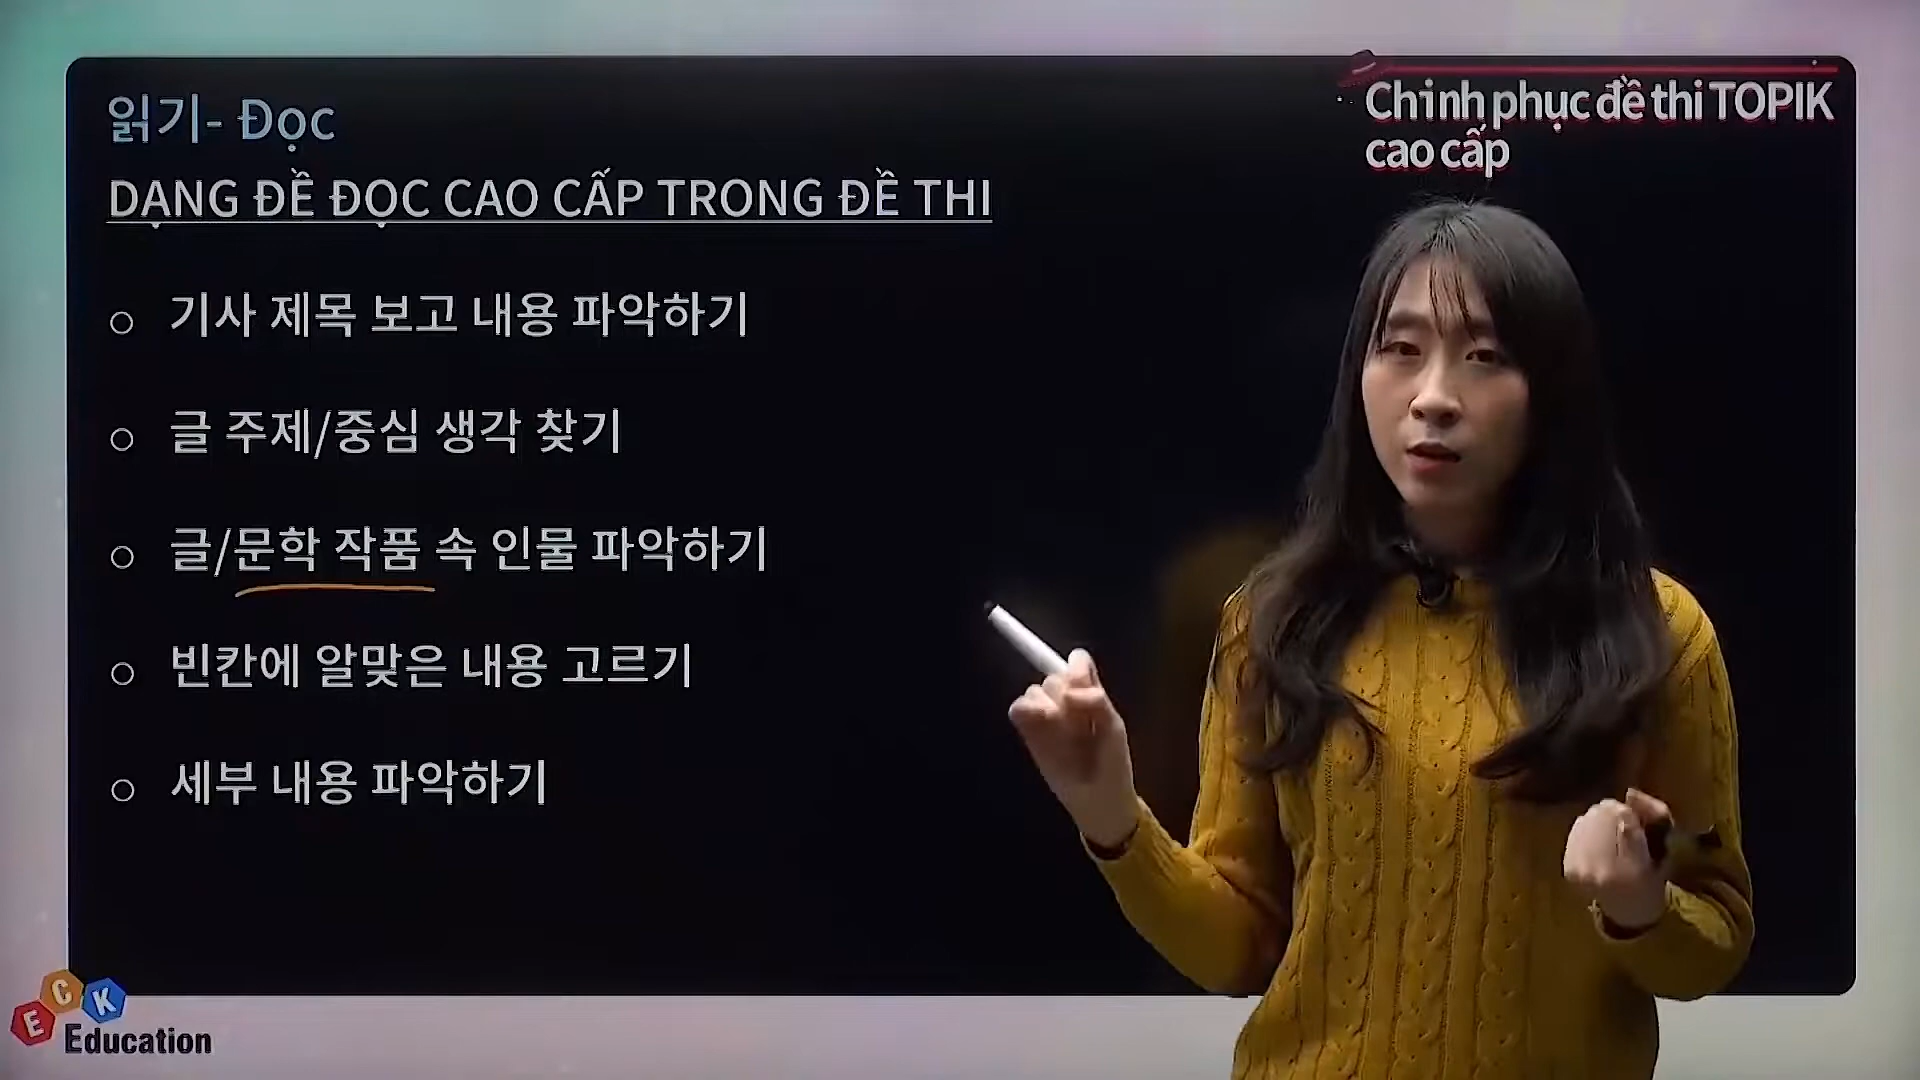 읽기- Đọc
Chinh phục đề thi TOPIK
cao cấp
DẠNG ĐỀ ĐỌC CAO CẤP TRONG ĐỀ THI
○ 기사 제목 보고 내용 파악하기
○ 글 주제/중심 생각 찾기
○ 글/문학 작품 속 인물 파악하기
○ 빈칸에 알맞은 내용 고르기
○ 세부 내용 파악하기
ECK
Education